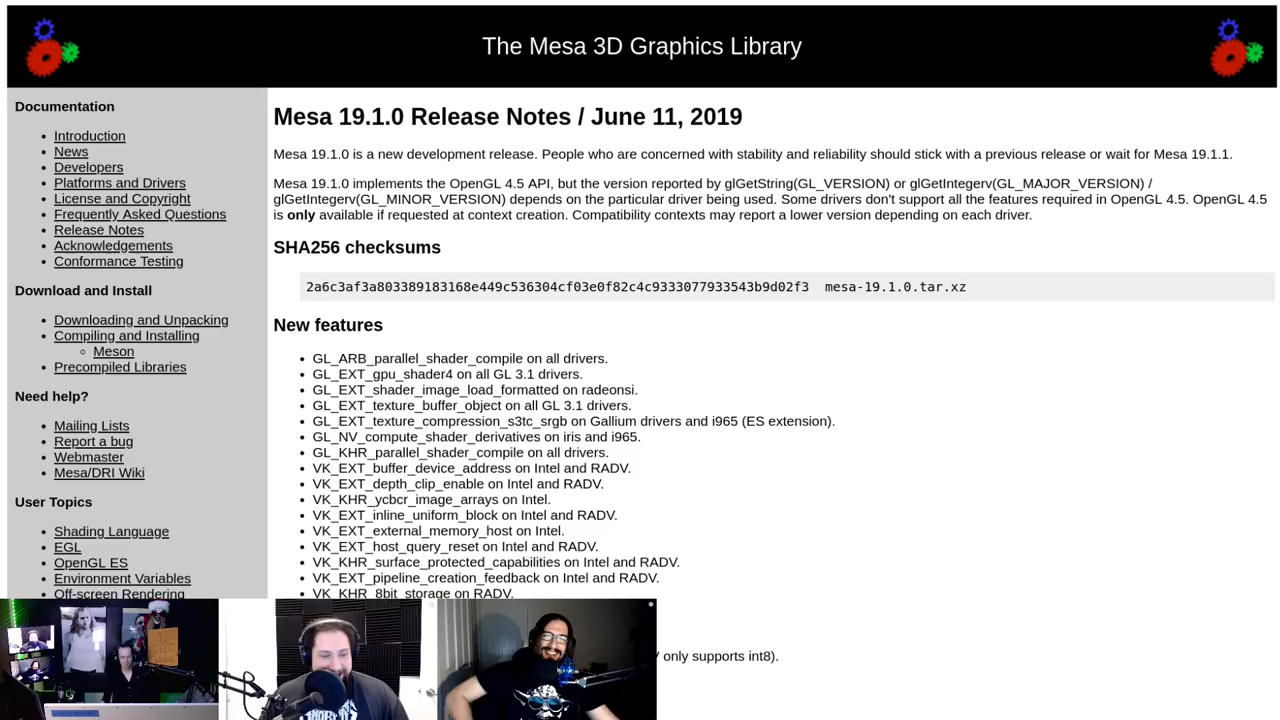 The Mesa 3D Graphics Library
Documentation
Introduction
News
Developers
Platforms and Drivers
License and Copyright
Frequently Asked Questions
Release Notes
Acknowledgements
Conformance Testing
Download and Install
Downloading and Unpacking
Compiling and Installing
Meson
Precompiled Libraries
Need help?
Mailing Lists
Report a bug
Webmaster
Mesa/DRI Wiki
User Topics
Shading Language
EGL
OpenGL ES
Environment Variables
Off-screen Rendering
Mesa 19.1.0 Release Notes / June 11, 2019
Mesa 19.1.0 is a new development release. People who are concerned with stability and reliability should stick with a previous release or wait for Mesa 19.1.1.
Mesa 19.1.0 implements the OpenGL 4.5 API, but the version reported by glGetString(GL_VERSION) or glGetIntegerv(GL_MAJOR_VERSION) /
glGetIntegerv(GL_MINOR_VERSION) depends on the particular driver being used. Some drivers don't support all the features required in OpenGL 4.5. OpenGL 4.5
is only available if requested at context creation. Compatibility contexts may report a lower version depending on each driver.
SHA256 checksums
2a6c3af3a803389183168e449c536304cf03e0f82c4c9333077933543b9d02f3  mesa-19.1.0.tar.xz
New features
GL_ARB_parallel_shader_compile on all drivers.
GL_EXT_gpu_shader4 on all GL 3.1 drivers.
GL_EXT_shader_image_load_formatted on radeonsi.
GL_EXT_texture_buffer_object on all GL 3.1 drivers.
GL_EXT_texture_compression_s3tc_srgb on Gallium drivers and i965 (ES extension).
GL_NV_compute_shader_derivatives on iris and i965.
GL_KHR_parallel_shader_compile on all drivers.
VK_EXT_buffer_device_address on Intel and RADV.
VK_EXT_depth_clip_enable on Intel and RADV.
VK_KHR_ycbcr_image_arrays on Intel.
VK_EXT_inline_uniform_block on Intel and RADV.
VK_EXT_external_memory_host on Intel.
VK_EXT_host_query_reset on Intel and RADV.
VK_KHR_surface_protected_capabilities on Intel and RADV.
VK_EXT_pipeline_creation_feedback on Intel and RADV.
VK_KHR_8bit_storage on RADV.
only supports int8).